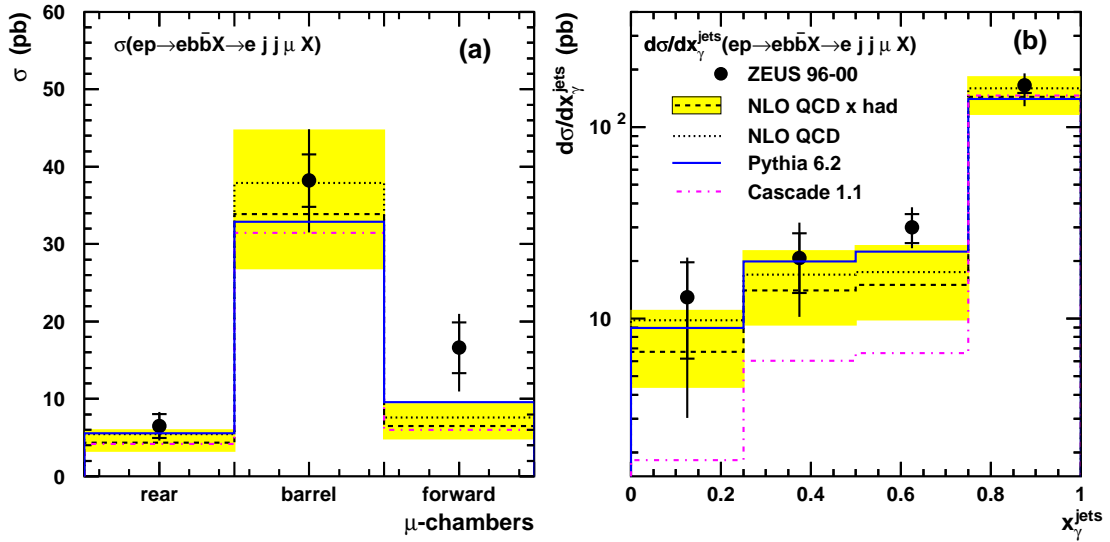 σ (pb)
60
50
40
30
20
10
0
σ(ep→ebb̄X→e j j μ X)
(a)
rear barrel forward
μ-chambers
dσ/dx_γ^jets (pb)
10^2
10
dσ/dx_γ^jets(ep→ebb̄X→e j j μ X)
(b)
ZEUS 96-00
NLO QCD x had
NLO QCD
Pythia 6.2
Cascade 1.1
0 0.2 0.4 0.6 0.8 1
x_γ^jets